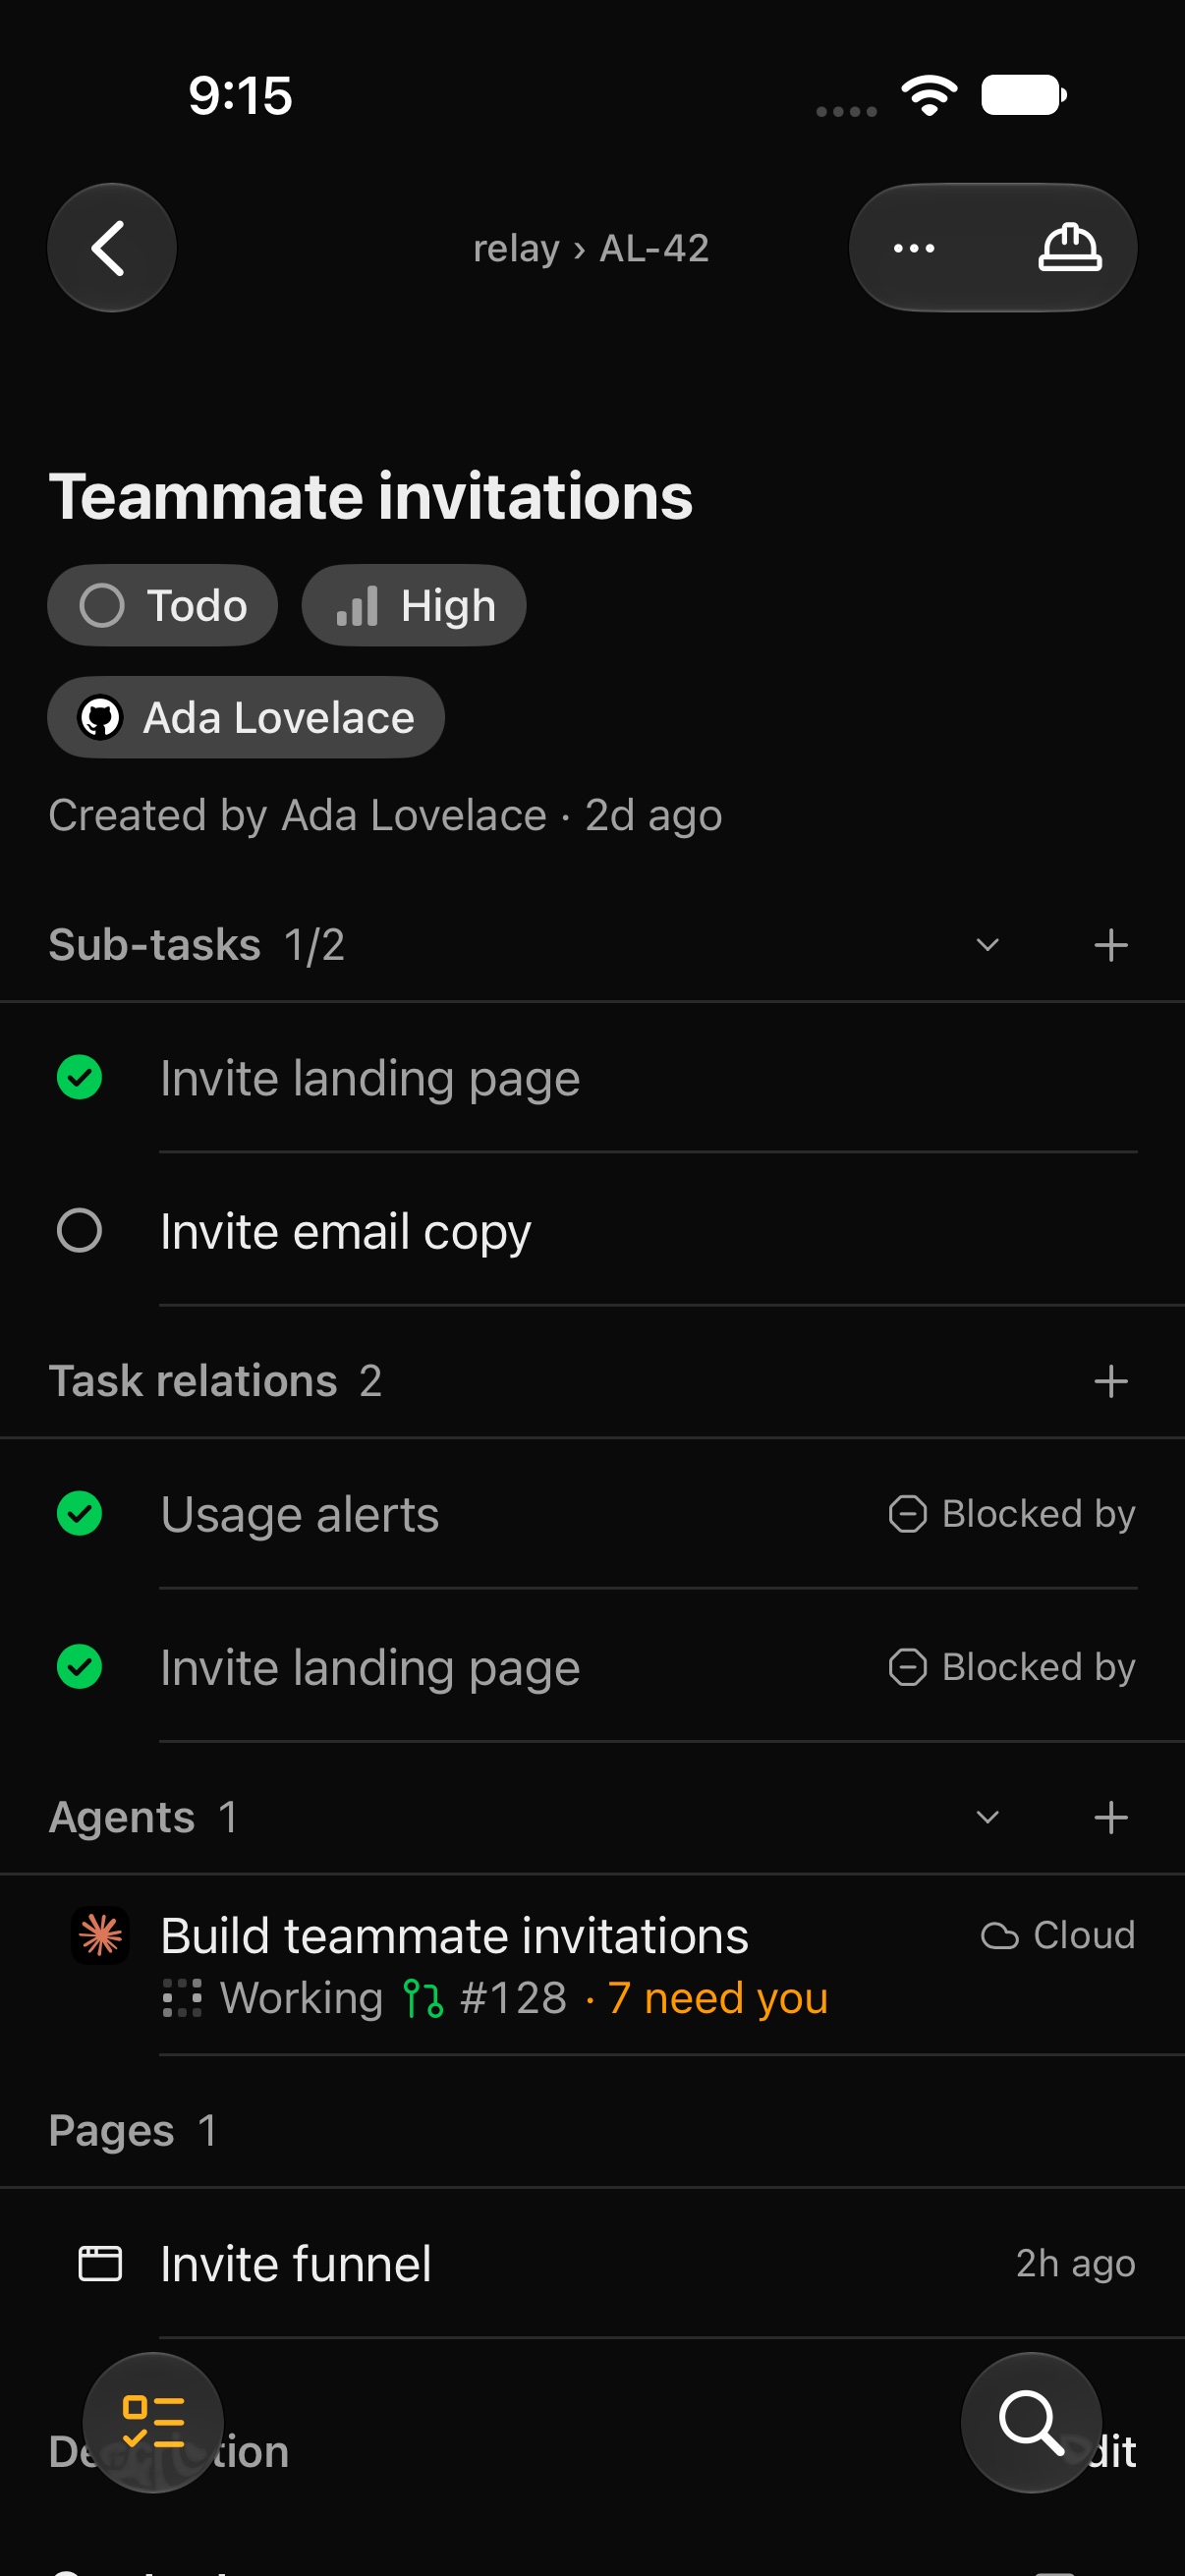 9:15
relay › AL-42
Teammate invitations
Todo
High
Ada Lovelace
Created by Ada Lovelace · 2d ago
Sub-tasks 1/2
Invite landing page
Invite email copy
Task relations 2
Usage alerts
Blocked by
Invite landing page
Blocked by
Agents 1
Build teammate invitations
Cloud
Working #128 · 7 need you
Pages 1
Invite funnel
2h ago